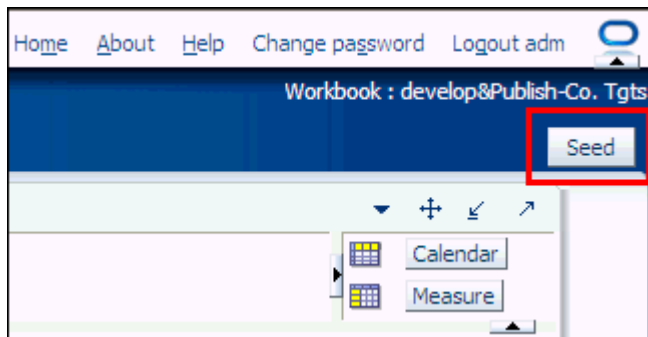 Home About Help Change password Logout adm
Workbook : develop&Publish-Co. Tgts
Seed
Calendar
Measure